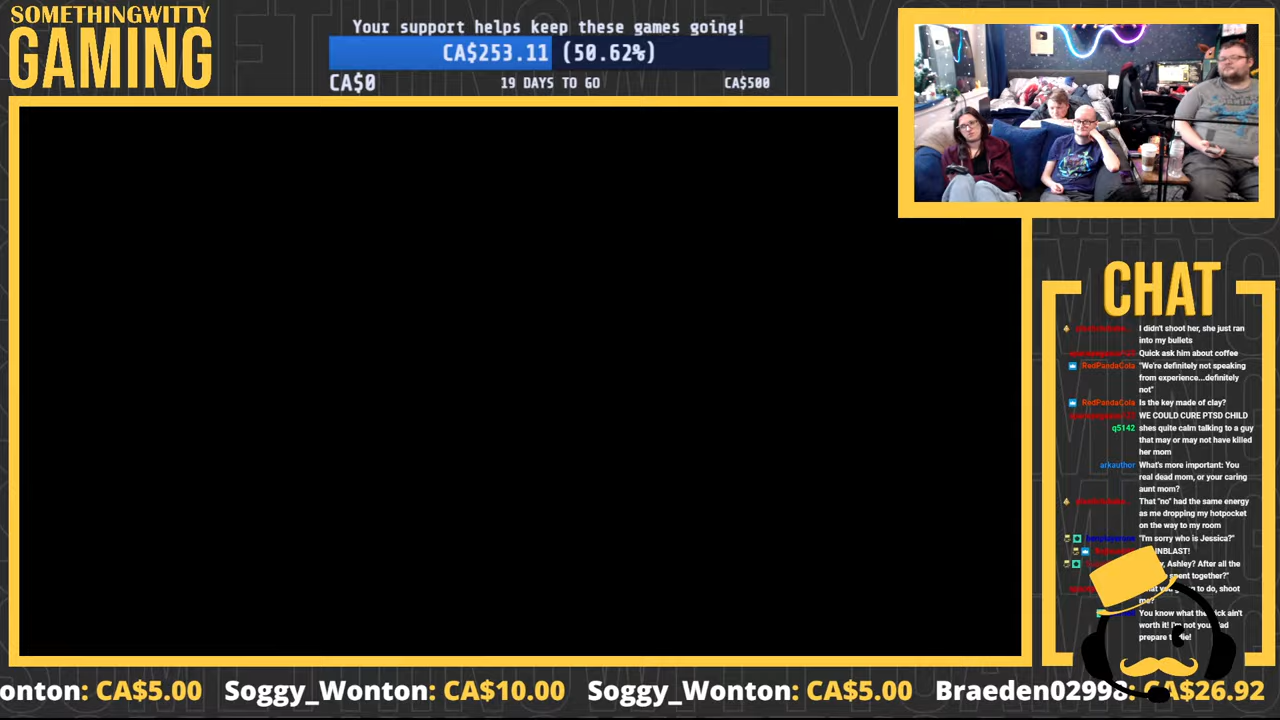 SOMETHINGWITTY
GAMING
Your support helps keep these games going!
CA$253.11 (50.62%)
CA$0
19 DAYS TO GO
CA$500
CHAT
I didn't shoot her, she just ran
into my bullets
Quick ask him about coffee
RedPandaCola "We're definitely not speaking
from experience...definitely
not"
RedPandaCola Is the key made of clay?
WE COULD CURE PTSD CHILD
q5142 shes quite calm talking to a guy
that may or may not have killed
her mom
arkauthor What's more important: You
real dead mom, or your caring
aunt mom?
That "no" had the same energy
as me dropping my hotpocket
on the way to my room
"I'm sorry who is Jessica?"
Ashley? After all the
spent together?"
to do, shoot
me?
You know what the ain't
worth it! I'm not
prepare
onton: CA$5.00 Soggy_Wonton: CA$10.00 Soggy_Wonton: CA$5.00 Braeden02998: CA$26.92